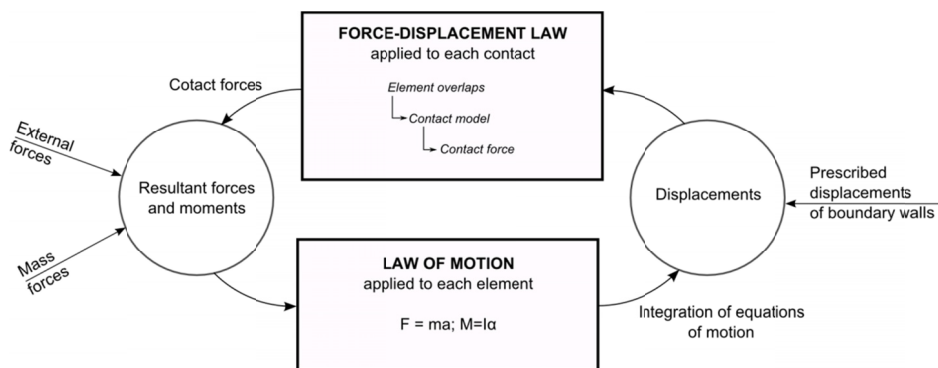 FORCE-DISPLACEMENT LAW
applied to each contact
Element overlaps
Contact model
Contact force
Cotact forces
External
forces
Mass
forces
Resultant forces
and moments
Displacements
Prescribed
displacements
of boundary walls
LAW OF MOTION
applied to each element
F = ma; M=Iα
Integration of equations
of motion